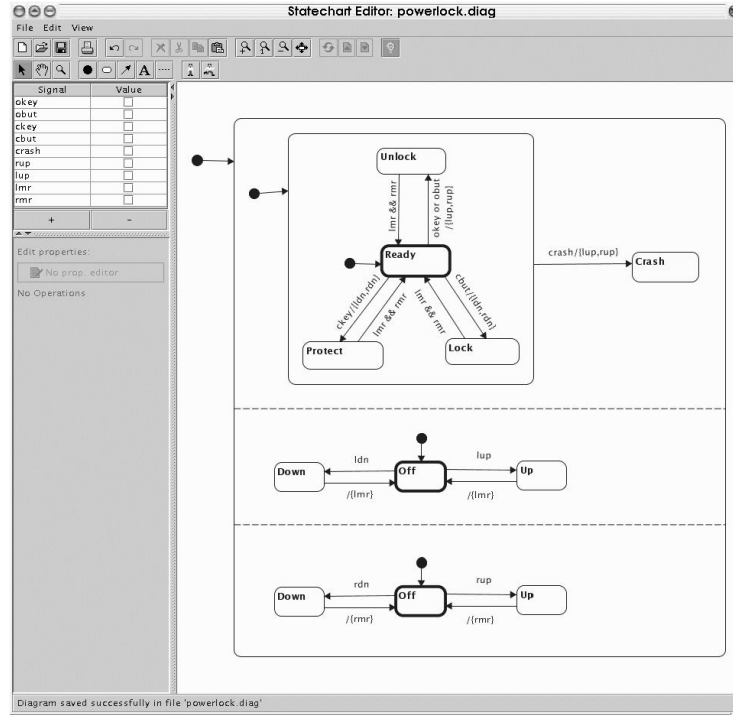 Statechart Editor: powerlock.diag
File Edit View
A
Signal Value
okey
obut
ckey
cbut
crash
rup
lup
lmr
rmr
+ -
Edit properties:
No prop. editor
No Operations
Unlock
lmr && rmr
okey or obut
/{lup,rup}
Ready
crash/{lup,rup}
Crash
ckey/{ldn,rdn}
lmr && rmr
lmr && rmr
cbut/{ldn,rdn}
Protect
Lock
ldn
lup
Down
Off
Up
/{lmr}
/{lmr}
rdn
rup
Down
Off
Up
/{rmr}
/{rmr}
Diagram saved successfully in file 'powerlock.diag'